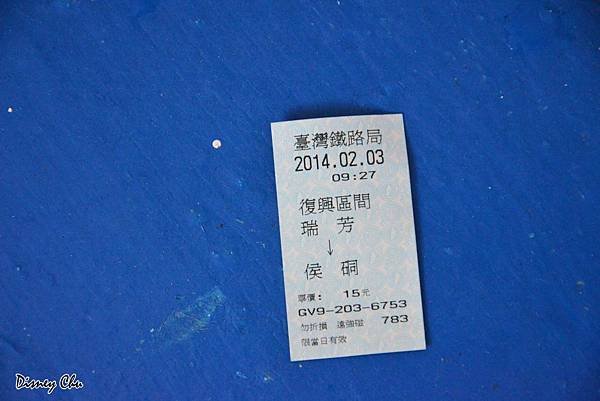 臺灣鐵路局
2014.02.03
09:27
復興區間
瑞 芳
↓
侯 硐
票價: 15元
GV9-203-6753
勿折損 遠強磁 783
限當日有效
Disney Chu